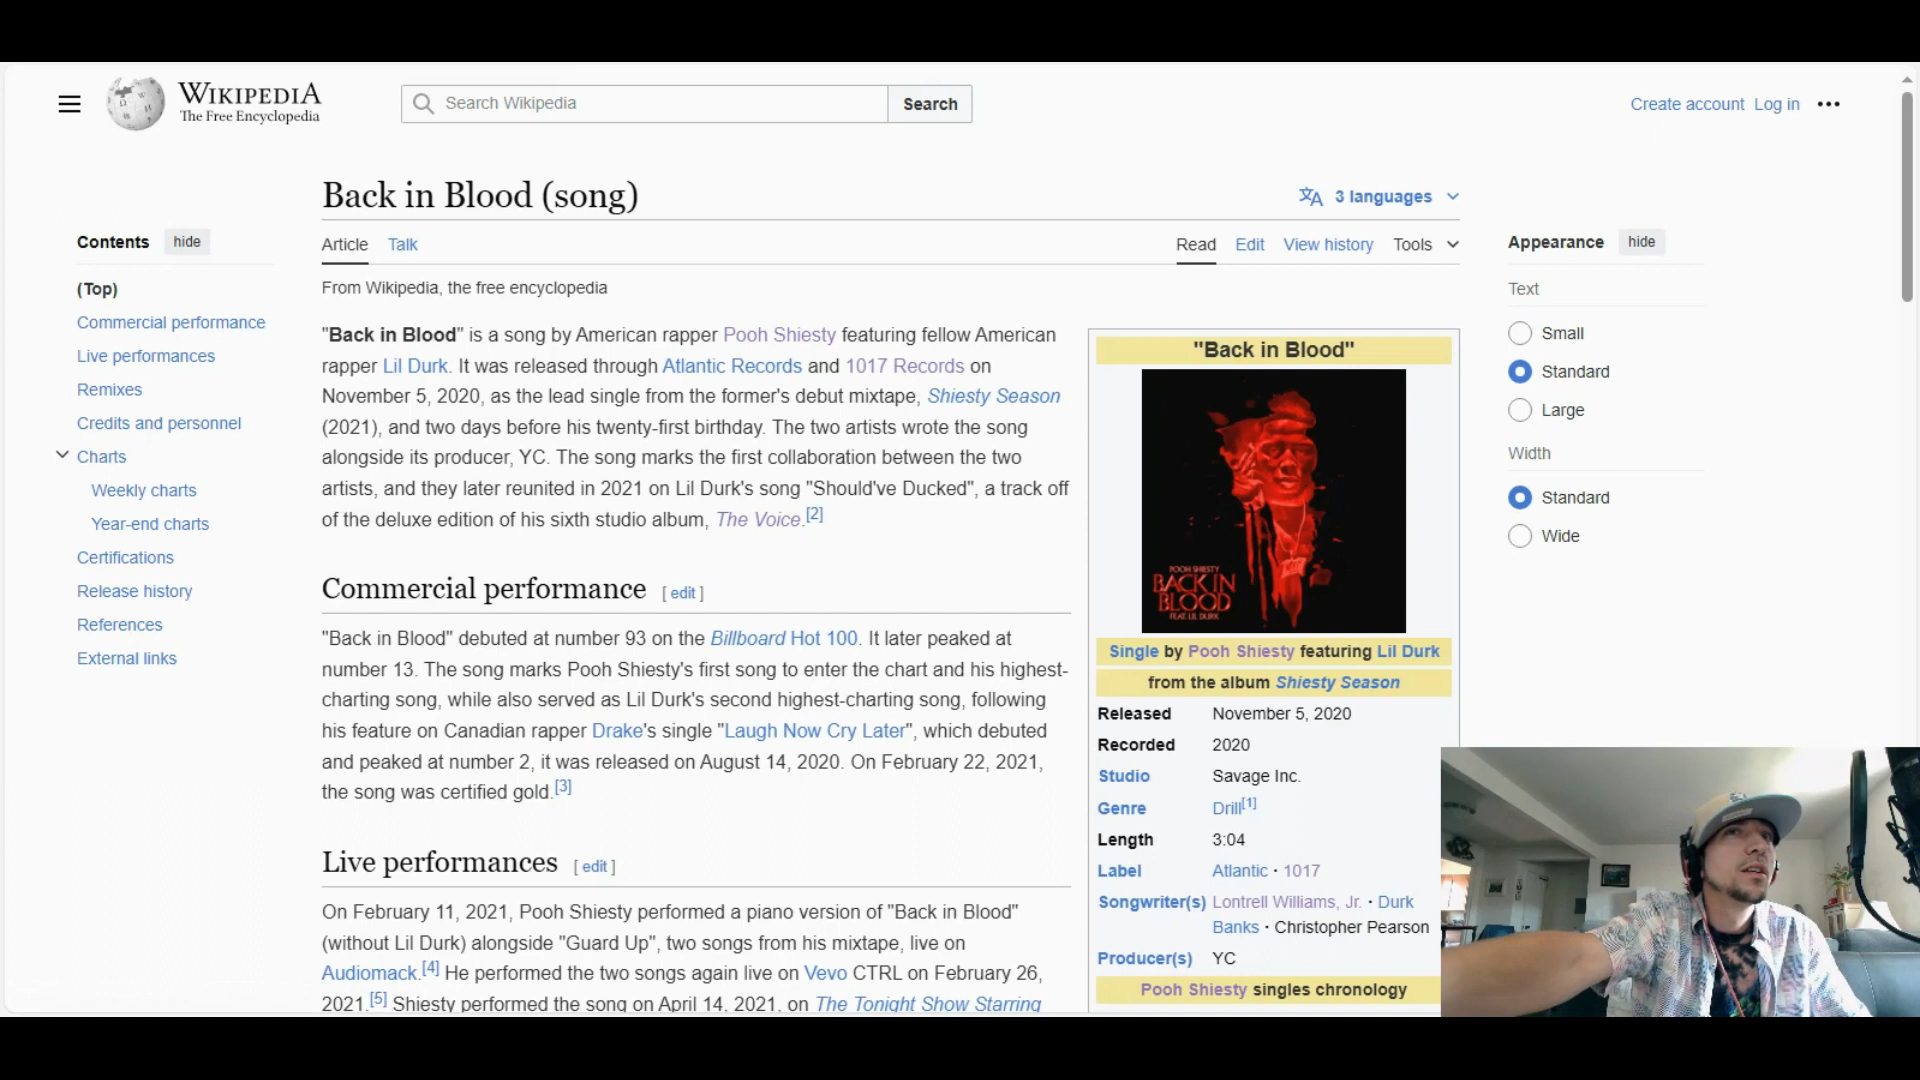 WIKIPEDIA
The Free Encyclopedia
Search Wikipedia
Search
Create account Log in
Back in Blood (song)
3 languages
Contents hide
(Top)
Commercial performance
Live performances
Remixes
Credits and personnel
Charts
Weekly charts
Year-end charts
Certifications
Release history
References
External links
Article Talk
Read Edit View history Tools
From Wikipedia, the free encyclopedia
"Back in Blood" is a song by American rapper Pooh Shiesty featuring fellow American
rapper Lil Durk. It was released through Atlantic Records and 1017 Records on
November 5, 2020, as the lead single from the former's debut mixtape, Shiesty Season
(2021), and two days before his twenty-first birthday. The two artists wrote the song
alongside its producer, YC. The song marks the first collaboration between the two
artists, and they later reunited in 2021 on Lil Durk's song "Should've Ducked", a track off
of the deluxe edition of his sixth studio album, The Voice.[2]
Commercial performance [ edit ]
"Back in Blood" debuted at number 93 on the Billboard Hot 100. It later peaked at
number 13. The song marks Pooh Shiesty's first song to enter the chart and his highest-
charting song, while also served as Lil Durk's second highest-charting song, following
his feature on Canadian rapper Drake's single "Laugh Now Cry Later", which debuted
and peaked at number 2, it was released on August 14, 2020. On February 22, 2021,
the song was certified gold.[3]
Live performances [ edit ]
On February 11, 2021, Pooh Shiesty performed a piano version of "Back in Blood"
(without Lil Durk) alongside "Guard Up", two songs from his mixtape, live on
Audiomack.[4] He performed the two songs again live on Vevo CTRL on February 26,
2021.[5] Shiesty performed the song on April 14, 2021, on The Tonight Show Starring
"Back in Blood"
POOH SHIESTY
BACK IN
BLOOD
FEAT. LIL DURK
Single by Pooh Shiesty featuring Lil Durk
from the album Shiesty Season
Released November 5, 2020
Recorded 2020
Studio Savage Inc.
Genre Drill[1]
Length 3:04
Label Atlantic · 1017
Songwriter(s) Lontrell Williams, Jr. · Durk
Banks · Christopher Pearson
Producer(s) YC
Pooh Shiesty singles chronology
Appearance hide
Text
Small
Standard
Large
Width
Standard
Wide